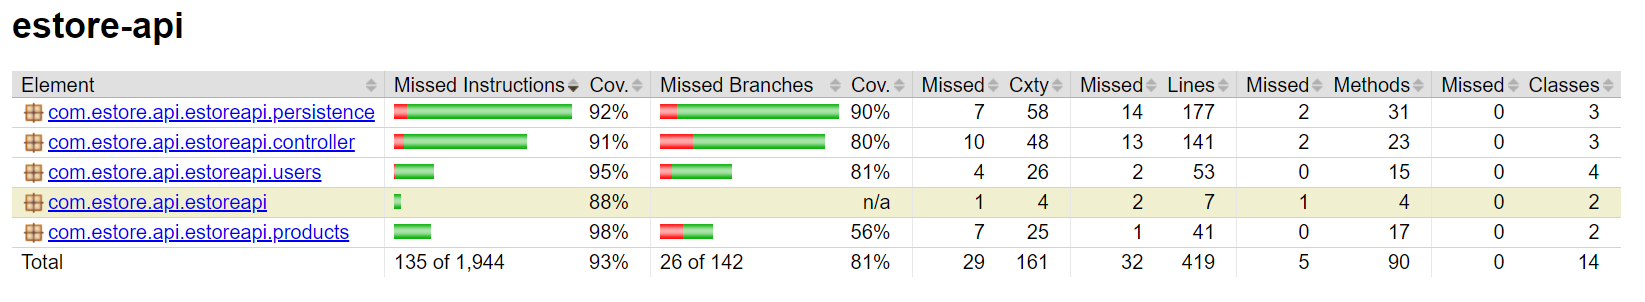 estore-api
Element Missed Instructions Cov. Missed Branches Cov. Missed Cxty Missed Lines Missed Methods Missed Classes
com.estore.api.estoreapi.persistence 92% 90% 7 58 14 177 2 31 0 3
com.estore.api.estoreapi.controller 91% 80% 10 48 13 141 2 23 0 3
com.estore.api.estoreapi.users 95% 81% 4 26 2 53 0 15 0 4
com.estore.api.estoreapi 88% n/a 1 4 2 7 1 4 0 2
com.estore.api.estoreapi.products 98% 56% 7 25 1 41 0 17 0 2
Total 135 of 1,944 93% 26 of 142 81% 29 161 32 419 5 90 0 14